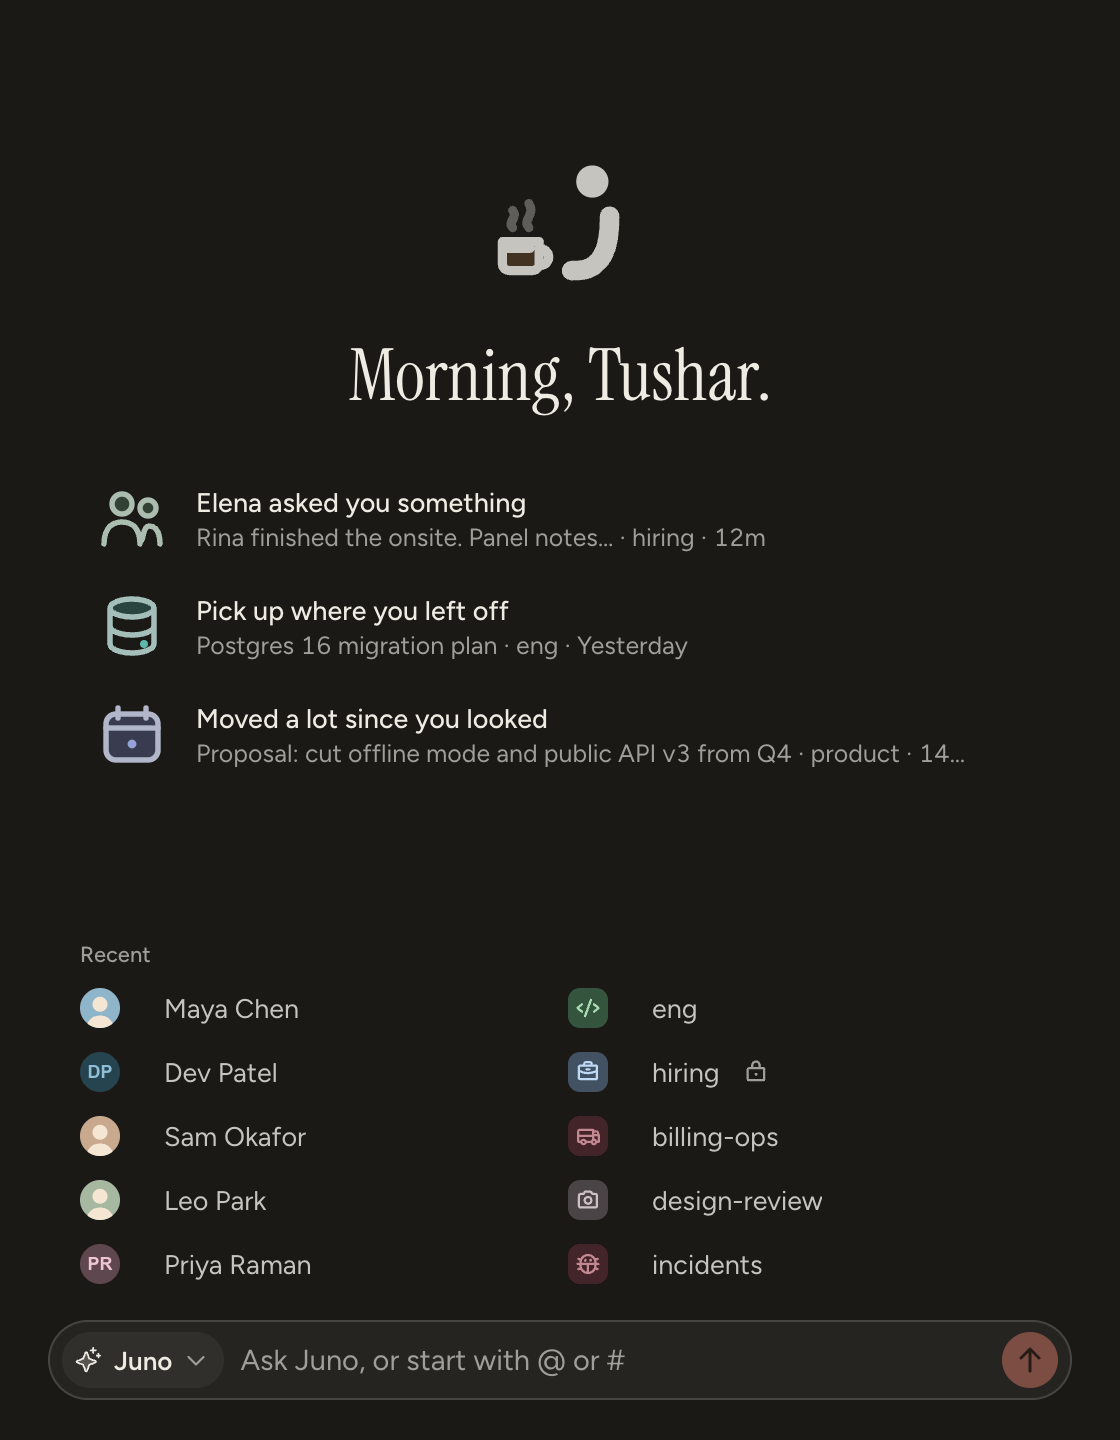 Morning, Tushar.
Elena asked you something
Rina finished the onsite. Panel notes... · hiring · 12m
Pick up where you left off
Postgres 16 migration plan · eng · Yesterday
Moved a lot since you looked
Proposal: cut offline mode and public API v3 from Q4 · product · 14...
Recent
Maya Chen
eng
DP Dev Patel
hiring
Sam Okafor
billing-ops
Leo Park
design-review
PR Priya Raman
incidents
Juno Ask Juno, or start with @ or #